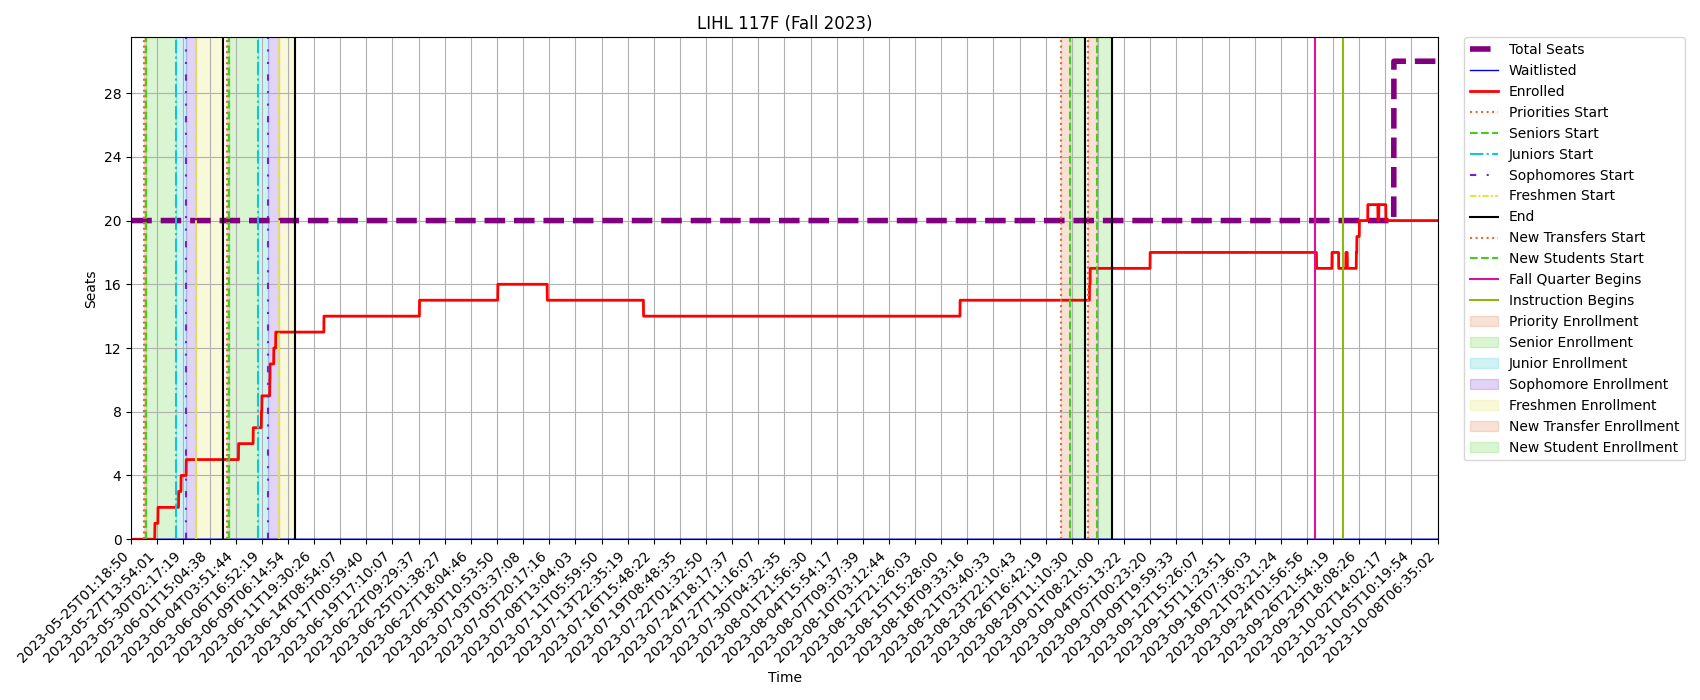 LIHL 117F (Fall 2023)
Seats
28
24
20
16
12
8
4
0
2023-05-25T01:18:50
2023-05-27T13:54:01
2023-05-30T02:17:19
2023-06-01T15:04:38
2023-06-04T03:51:44
2023-06-06T16:52:19
2023-06-09T06:14:54
2023-06-11T19:30:26
2023-06-14T08:54:07
2023-06-17T00:59:40
2023-06-19T17:10:07
2023-06-22T09:29:37
2023-06-25T01:38:27
2023-06-27T18:04:46
2023-06-30T10:53:50
2023-07-03T03:37:08
2023-07-05T20:17:16
2023-07-08T13:04:03
2023-07-11T05:59:50
2023-07-13T22:35:19
2023-07-16T15:48:22
2023-07-19T08:48:35
2023-07-22T01:32:50
2023-07-24T18:17:37
2023-07-27T11:16:07
2023-07-30T04:32:35
2023-08-01T21:56:30
2023-08-04T15:54:17
2023-08-07T09:37:39
2023-08-10T03:12:44
2023-08-12T21:26:03
2023-08-15T15:28:00
2023-08-18T09:33:16
2023-08-21T03:40:33
2023-08-23T22:10:43
2023-08-26T16:42:19
2023-08-29T11:10:30
2023-09-01T08:21:00
2023-09-04T05:13:22
2023-09-07T00:23:20
2023-09-09T19:59:33
2023-09-12T15:26:07
2023-09-15T11:23:51
2023-09-18T07:36:03
2023-09-21T03:21:24
2023-09-24T01:56:56
2023-09-26T21:54:19
2023-09-29T18:08:26
2023-10-02T14:02:17
2023-10-05T10:19:54
2023-10-08T06:35:02
Time
Total Seats
Waitlisted
Enrolled
Priorities Start
Seniors Start
Juniors Start
Sophomores Start
Freshmen Start
End
New Transfers Start
New Students Start
Fall Quarter Begins
Instruction Begins
Priority Enrollment
Senior Enrollment
Junior Enrollment
Sophomore Enrollment
Freshmen Enrollment
New Transfer Enrollment
New Student Enrollment